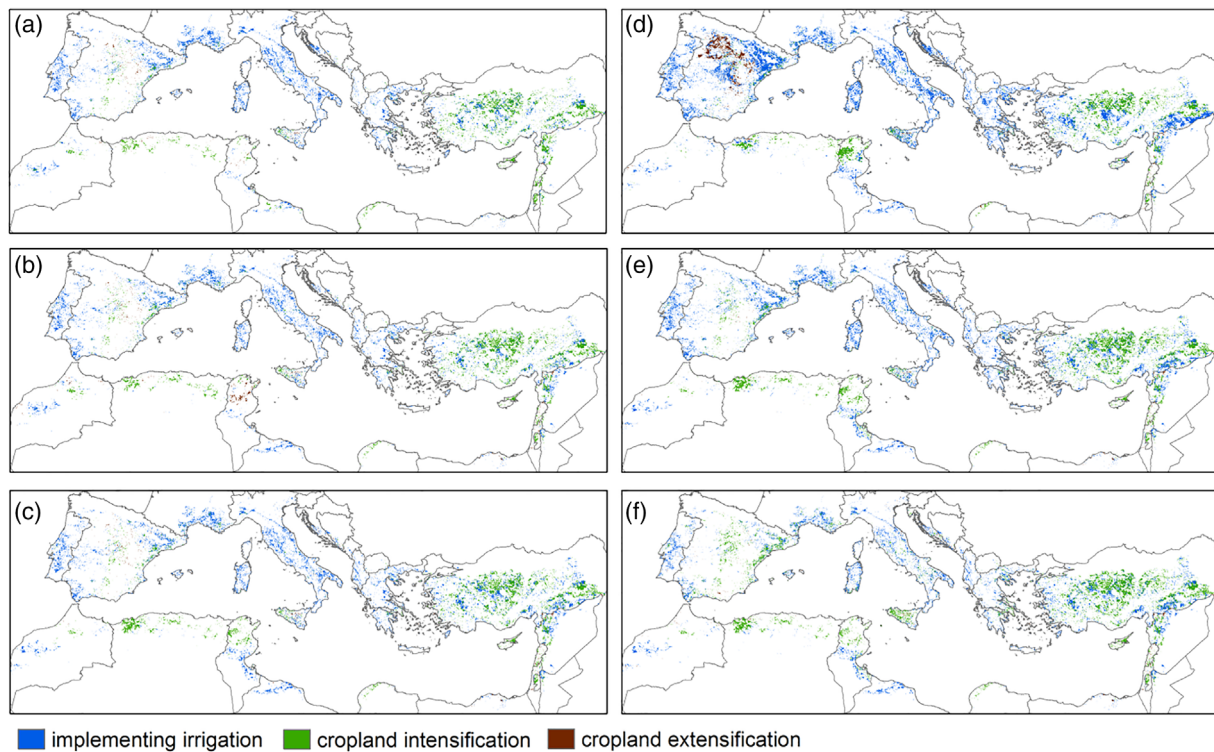 (a)
(d)
(b)
(e)
(c)
(f)
implementing irrigation cropland intensification cropland extensification